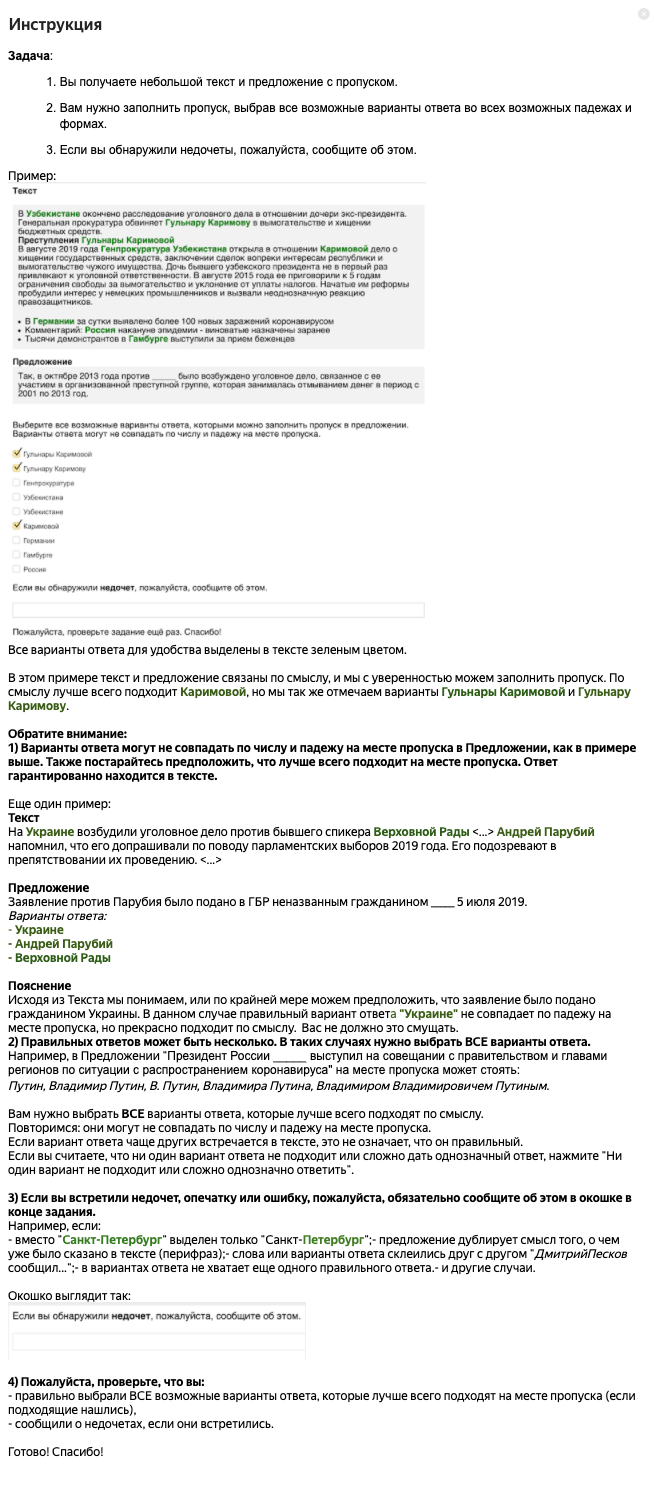 Инструкция
Задача:
1. Вы получаете небольшой текст и предложение с пропуском.
2. Вам нужно заполнить пропуск, выбрав все возможные варианты ответа во всех возможных падежах и
формах.
3. Если вы обнаружили недочеты, пожалуйста, сообщите об этом.
Пример:
Текст
В Узбекистане окончено расследование уголовного дела в отношении дочери экс-президента.
Генеральная прокуратура обвиняет Гульнару Каримову в вымогательстве и хищении
бюджетных средств.
Преступления Гульнары Каримовой
В августе 2019 года Генпрокуратура Узбекистана открыла в отношении Каримовой дело о
хищении государственных средств, заключении сделок вопреки интересам республики и
вымогательстве чужого имущества. Дочь бывшего узбекского президента не в первый раз
привлекают к уголовной ответственности. В августе 2015 года ее приговорили к 5 годам
ограничения свободы за вымогательство и уклонение от уплаты налогов. Начатые им реформы
пробудили интерес у немецких промышленников и вызвали неоднозначную реакцию
правозащитников.
• В Германии за сутки выявлено более 100 новых заражений коронавирусом
• Комментарий: Россия накануне эпидемии - виноватые назначены заранее
• Тысячи демонстрантов в Гамбурге выступили за прием беженцев
Предложение
Так, в октябре 2013 года против _____ было возбуждено уголовное дело, связанное с ее
участием в организованной преступной группе, которая занималась отмыванием денег в период с
2001 по 2013 год.
Выберите все возможные варианты ответа, которыми можно заполнить пропуск в предложении.
Варианты ответа могут не совпадать по числу и падежу на месте пропуска.
Гульнары Каримовой
Гульнару Каримову
Генпрокуратура
Узбекистана
Узбекистане
Каримовой
Германии
Гамбурге
Россия
Если вы обнаружили недочет, пожалуйста, сообщите об этом.
Пожалуйста, проверьте задание ещё раз. Спасибо!
Все варианты ответа для удобства выделены в тексте зеленым цветом.
В этом примере текст и предложение связаны по смыслу, и мы с уверенностью можем заполнить пропуск. По
смыслу лучше всего подходит Каримовой, но мы так же отмечаем варианты Гульнары Каримовой и Гульнару
Каримову.
Обратите внимание:
1) Варианты ответа могут не совпадать по числу и падежу на месте пропуска в Предложении, как в примере
выше. Также постарайтесь предположить, что лучше всего подходит на месте пропуска. Ответ
гарантированно находится в тексте.
Еще один пример:
Текст
На Украине возбудили уголовное дело против бывшего спикера Верховной Рады <...> Андрей Парубий
напомнил, что его допрашивали по поводу парламентских выборов 2019 года. Его подозревают в
препятствовании их проведению. <...>
Предложение
Заявление против Парубия было подано в ГБР неназванным гражданином ____ 5 июля 2019.
Варианты ответа:
- Украине
- Андрей Парубий
- Верховной Рады
Пояснение
Исходя из Текста мы понимаем, или по крайней мере можем предположить, что заявление было подано
гражданином Украины. В данном случае правильный вариант ответа "Украине" не совпадает по падежу на
месте пропуска, но прекрасно подходит по смыслу. Вас не должно это смущать.
2) Правильных ответов может быть несколько. В таких случаях нужно выбрать ВСЕ варианты ответа.
Например, в Предложении "Президент России _____ выступил на совещании с правительством и главами
регионов по ситуации с распространением коронавируса" на месте пропуска может стоять:
Путин, Владимир Путин, В. Путин, Владимира Путина, Владимиром Владимировичем Путиным.
Вам нужно выбрать ВСЕ варианты ответа, которые лучше всего подходят по смыслу.
Повторимся: они могут не совпадать по числу и падежу на месте пропуска.
Если вариант ответа чаще других встречается в тексте, это не означает, что он правильный.
Если вы считаете, что ни один вариант ответа не подходит или сложно дать однозначный ответ, нажмите "Ни
один вариант не подходит или сложно однозначно ответить".
3) Если вы встретили недочет, опечатку или ошибку, пожалуйста, обязательно сообщите об этом в окошке в
конце задания.
Например, если:
- вместо "Санкт-Петербург" выделен только "Санкт-Петербург";- предложение дублирует смысл того, о чем
уже было сказано в тексте (перифраз);- слова или варианты ответа склеились друг с другом "ДмитрийПесков
сообщил...";- в вариантах ответа не хватает еще одного правильного ответа.- и другие случаи.
Окошко выглядит так:
Если вы обнаружили недочет, пожалуйста, сообщите об этом.
4) Пожалуйста, проверьте, что вы:
- правильно выбрали ВСЕ возможные варианты ответа, которые лучше всего подходят на месте пропуска (если
подходящие нашлись),
- сообщили о недочетах, если они встретились.
Готово! Спасибо!